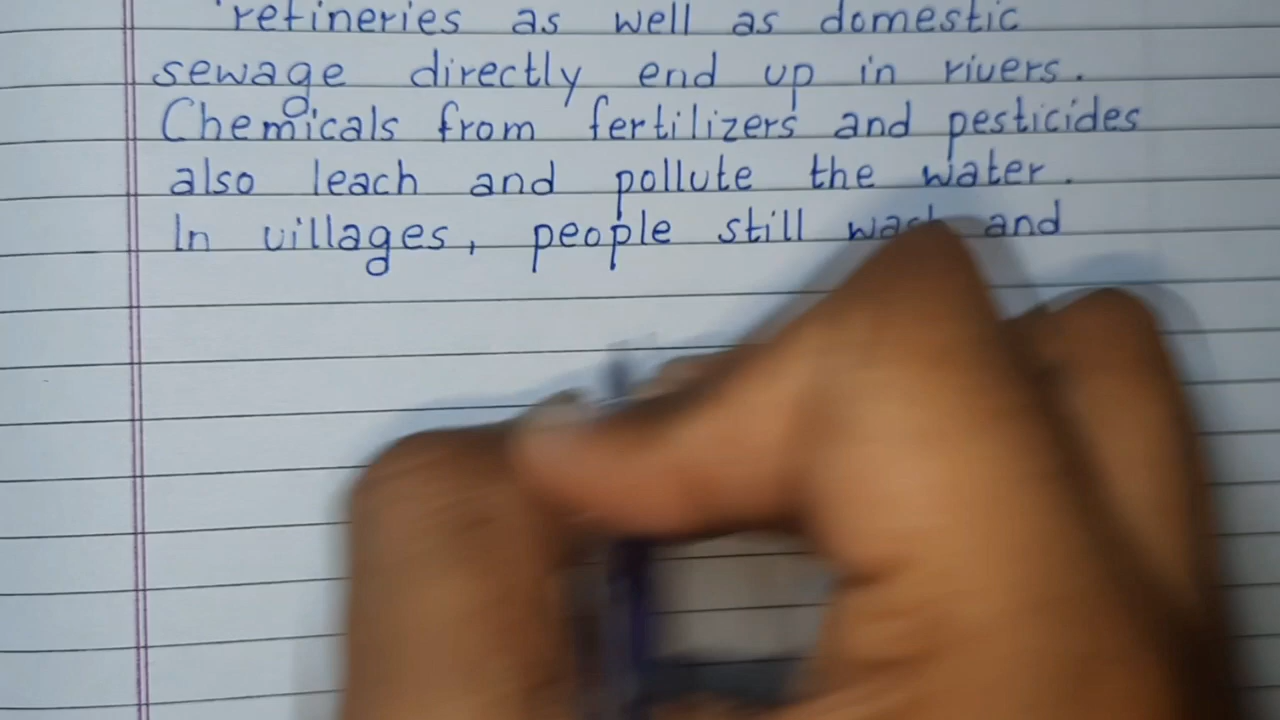 refineries as well as domestic
sewage directly end up in rivers.
Chemicals from fertilizers and pesticides
also leach and pollute the water.
In villages, people still wash and